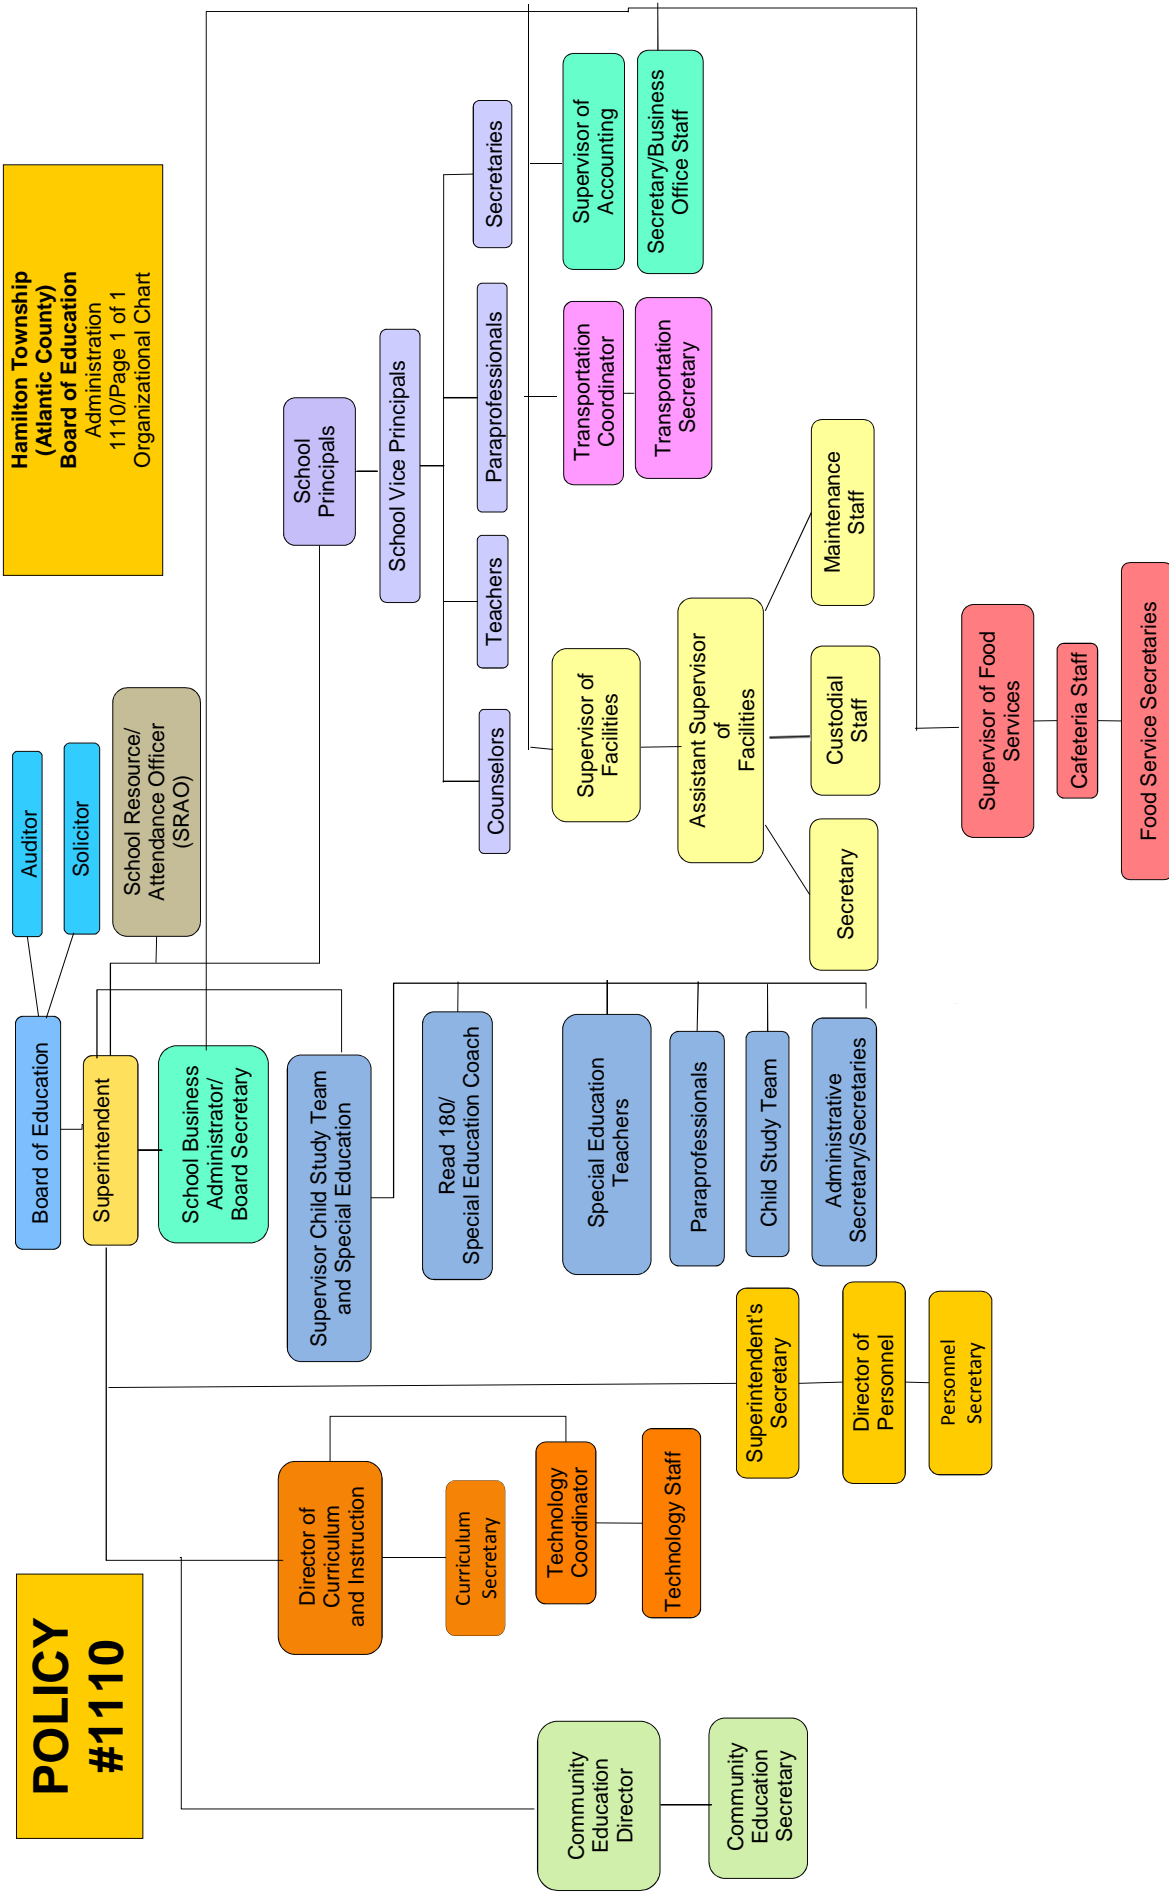 POLICY
#1110
Hamilton Township
(Atlantic County)
Board of Education
Administration
1110/Page 1 of 1
Organizational Chart
Board of Education
Auditor
Solicitor
Superintendent
School Resource/
Attendance Officer
(SRAO)
School Business
Administrator/
Board Secretary
Director of
Curriculum
and Instruction
Supervisor Child Study Team
and Special Education
School
Principals
School Vice Principals
Curriculum
Secretary
Read 180/
Special Education Coach
Counselors
Teachers
Paraprofessionals
Secretaries
Community
Education
Director
Technology
Coordinator
Special Education
Teachers
Supervisor of
Facilities
Transportation
Coordinator
Supervisor of
Accounting
Technology Staff
Paraprofessionals
Assistant Supervisor
of
Facilities
Transportation
Secretary
Secretary/Business
Office Staff
Community
Education
Secretary
Superintendent's
Secretary
Child Study Team
Administrative
Secretary/Secretaries
Secretary
Custodial
Staff
Maintenance
Staff
Director of
Personnel
Personnel
Secretary
Supervisor of Food
Services
Cafeteria Staff
Food Service Secretaries